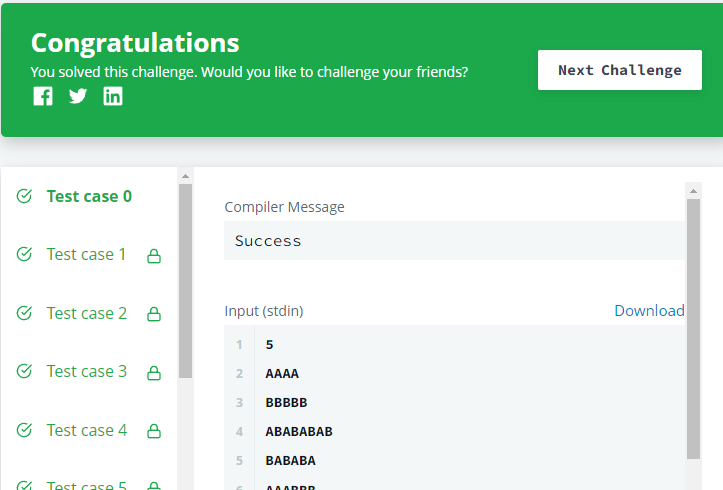 Congratulations
You solved this challenge. Would you like to challenge your friends?
Next Challenge
Test case 0
Test case 1
Test case 2
Test case 3
Test case 4
Test case 5
Compiler Message
Success
Input (stdin)
Download
1 5
2 AAAA
3 BBBBB
4 ABABABAB
5 BABABA
6 AAABBB